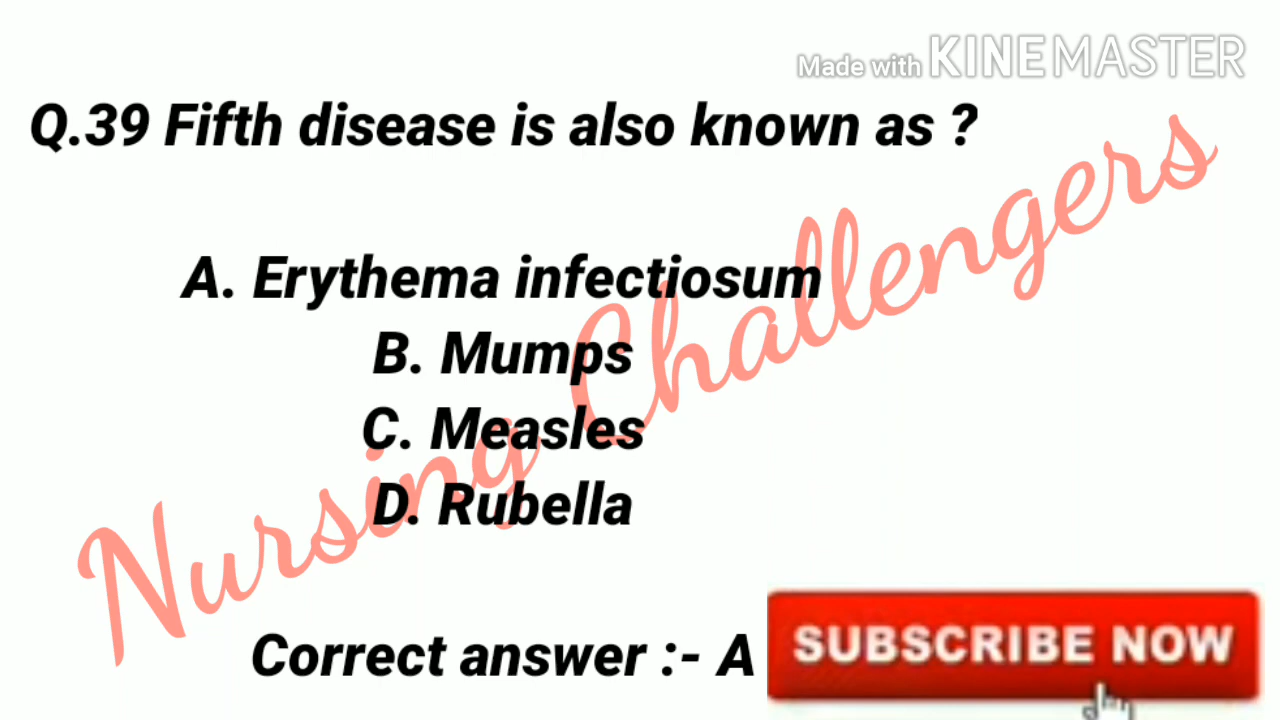 Made with KINEMASTER
Q.39 Fifth disease is also known as ?
A. Erythema infectiosum
B. Mumps
C. Measles
D. Rubella
Nursing Challengers
Correct answer :- A
SUBSCRIBE NOW